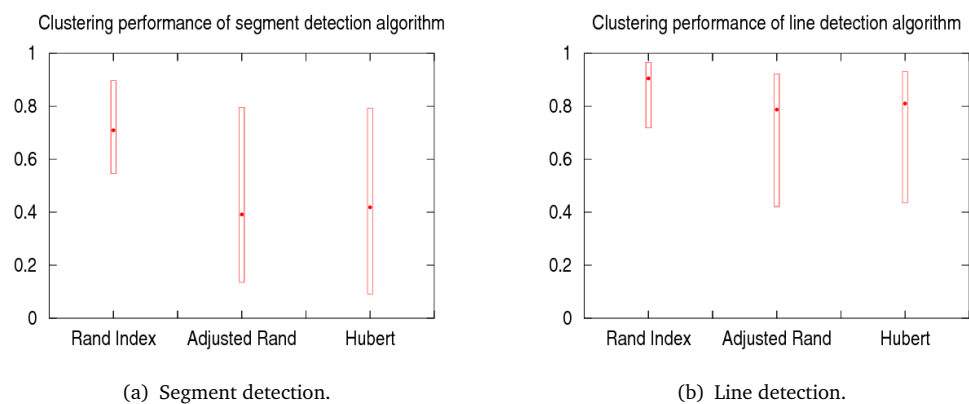 Clustering performance of segment detection algorithm
1
0.8
0.6
0.4
0.2
0
Rand Index Adjusted Rand Hubert
(a) Segment detection.
Clustering performance of line detection algorithm
1
0.8
0.6
0.4
0.2
0
Rand Index Adjusted Rand Hubert
(b) Line detection.